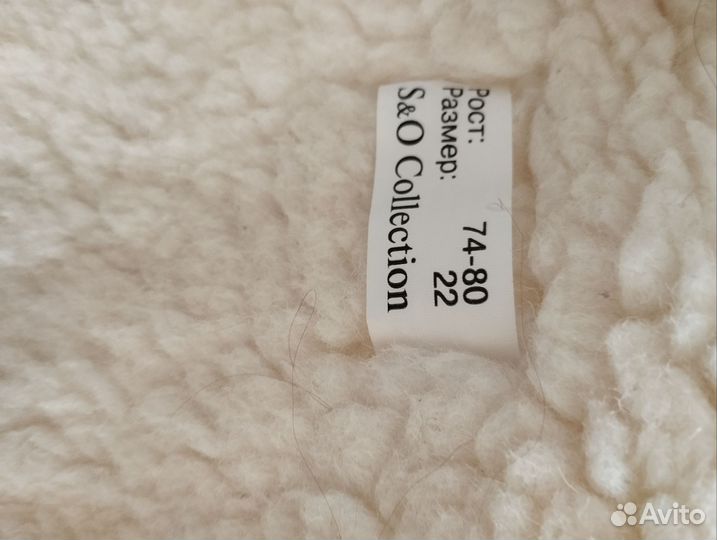 Рост: 74-80
Размер: 22
S&O Collection
Avito